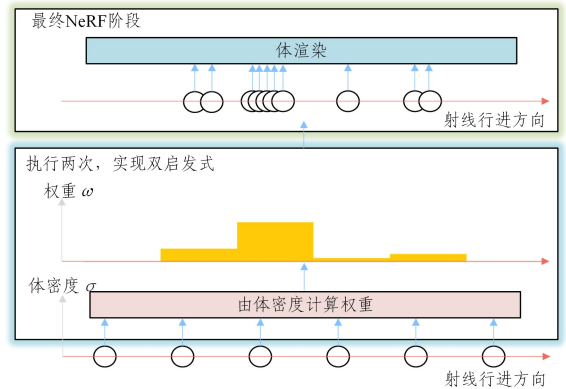 最终NeRF阶段
体渲染
射线行进方向
执行两次，实现双启发式
权重 ω
体密度 σ
由体密度计算权重
射线行进方向